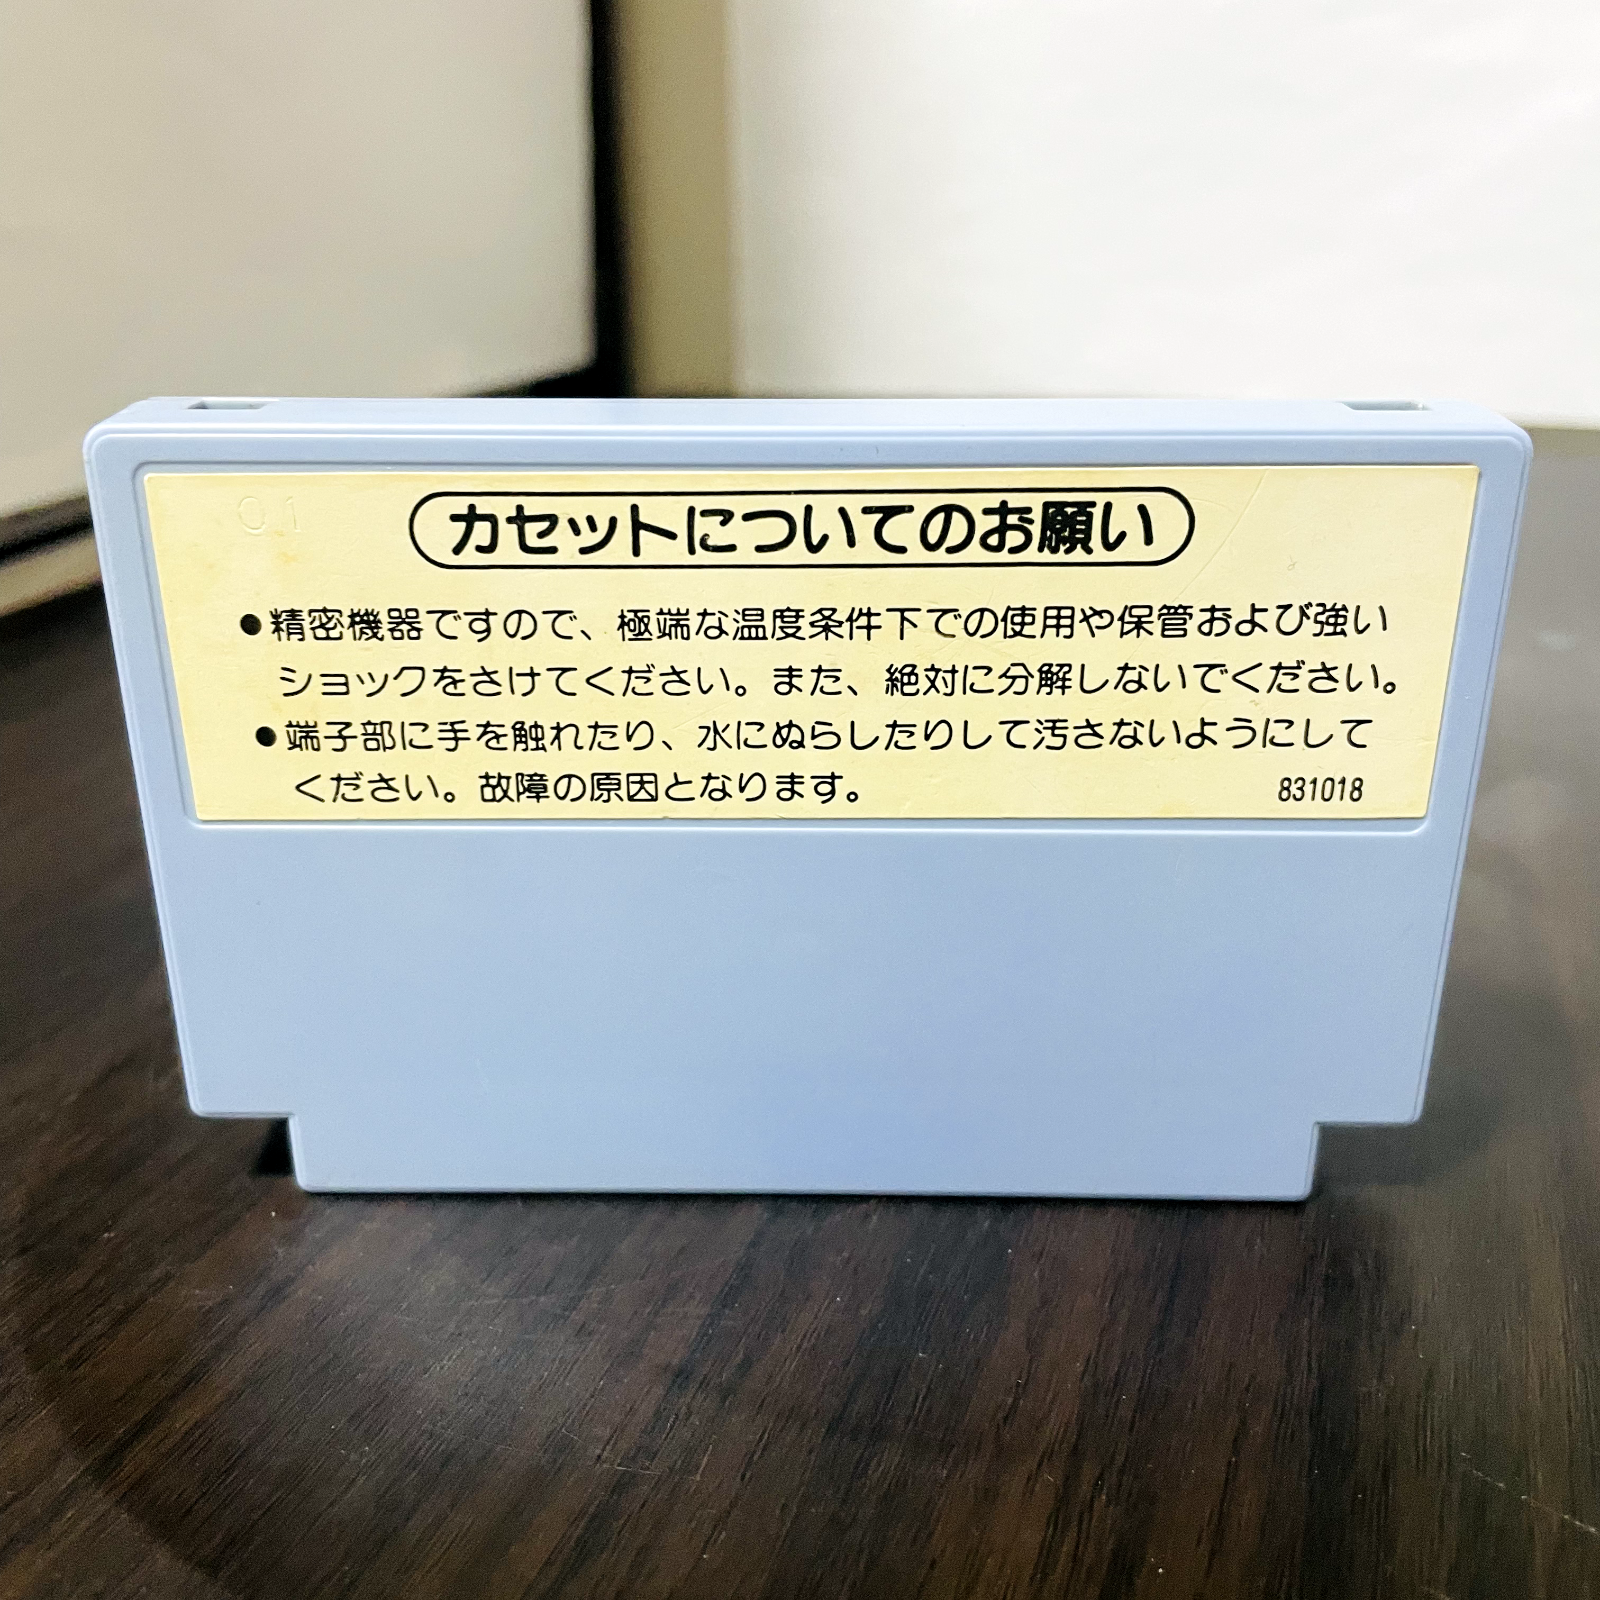 01
カセットについてのお願い
●精密機器ですので、極端な温度条件下での使用や保管および強い
ショックをさけてください。また、絶対に分解しないでください。
●端子部に手を触れたり、水にぬらしたりして汚さないようにして
ください。故障の原因となります。
831018